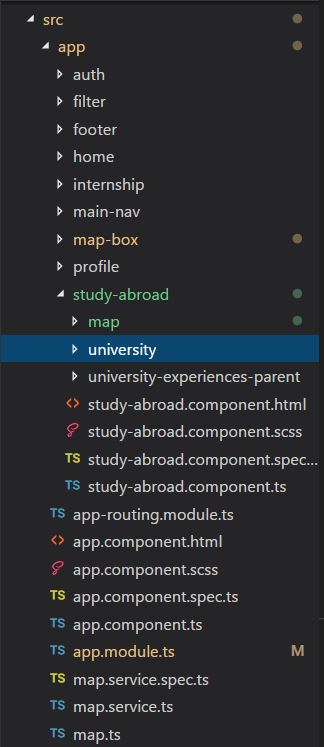 src
app
auth
filter
footer
home
internship
main-nav
map-box
profile
study-abroad
map
university
university-experiences-parent
<> study-abroad.component.html
study-abroad.component.scss
TS study-abroad.component.spec...
TS study-abroad.component.ts
TS app-routing.module.ts
<> app.component.html
app.component.scss
TS app.component.spec.ts
TS app.component.ts
TS app.module.ts M
TS map.service.spec.ts
TS map.service.ts
TS map.ts